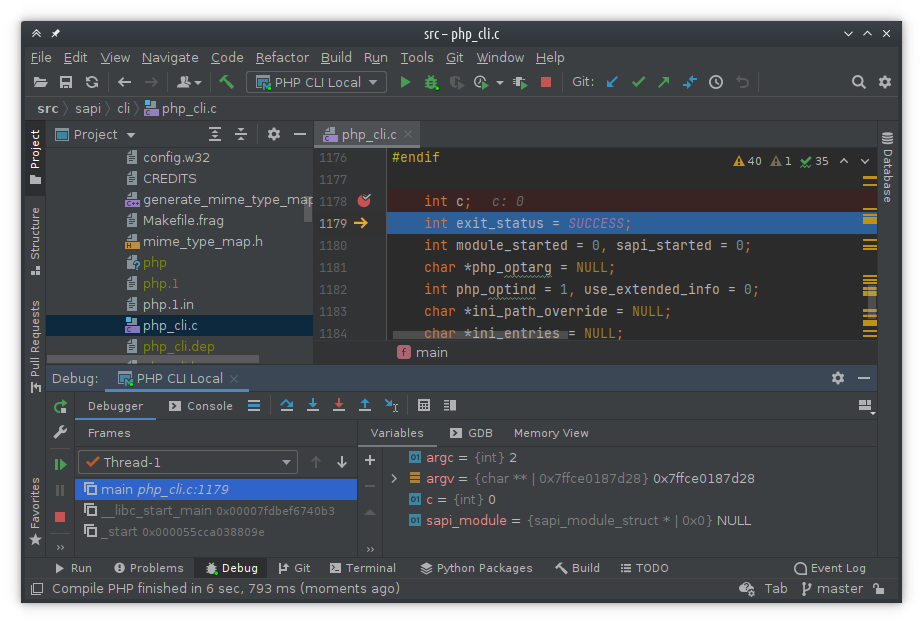 src – php_cli.c
File Edit View Navigate Code Refactor Build Run Tools Git Window Help
PHP CLI Local Git:
src sapi cli php_cli.c
Project
Structure
Pull Requests
Favorites
Project
config.w32
CREDITS
generate_mime_type_map
Makefile.frag
mime_type_map.h
php
php.1
php.1.in
php_cli.c
php_cli.dep
php_cli.c
40 1 35
1176 #endif
1177
1178 int c; c: 0
1179 int exit_status = SUCCESS;
1180 int module_started = 0, sapi_started = 0;
1181 char *php_optarg = NULL;
1182 int php_optind = 1, use_extended_info = 0;
1183 char *ini_path_override = NULL;
1184 char *ini_entries = NULL;
f main
Database
Debug: PHP CLI Local
Debugger Console
Frames
Thread-1
main php_cli.c:1179
__libc_start_main 0x00007fdbef6740b3
_start 0x000055cca038809e
Variables GDB Memory View
argc = {int} 2
argv = {char ** | 0x7ffce0187d28} 0x7ffce0187d28
c = {int} 0
sapi_module = {sapi_module_struct * | 0x0} NULL
Run Problems Debug Git Terminal Python Packages Build TODO Event Log
Compile PHP finished in 6 sec, 793 ms (moments ago) Tab master